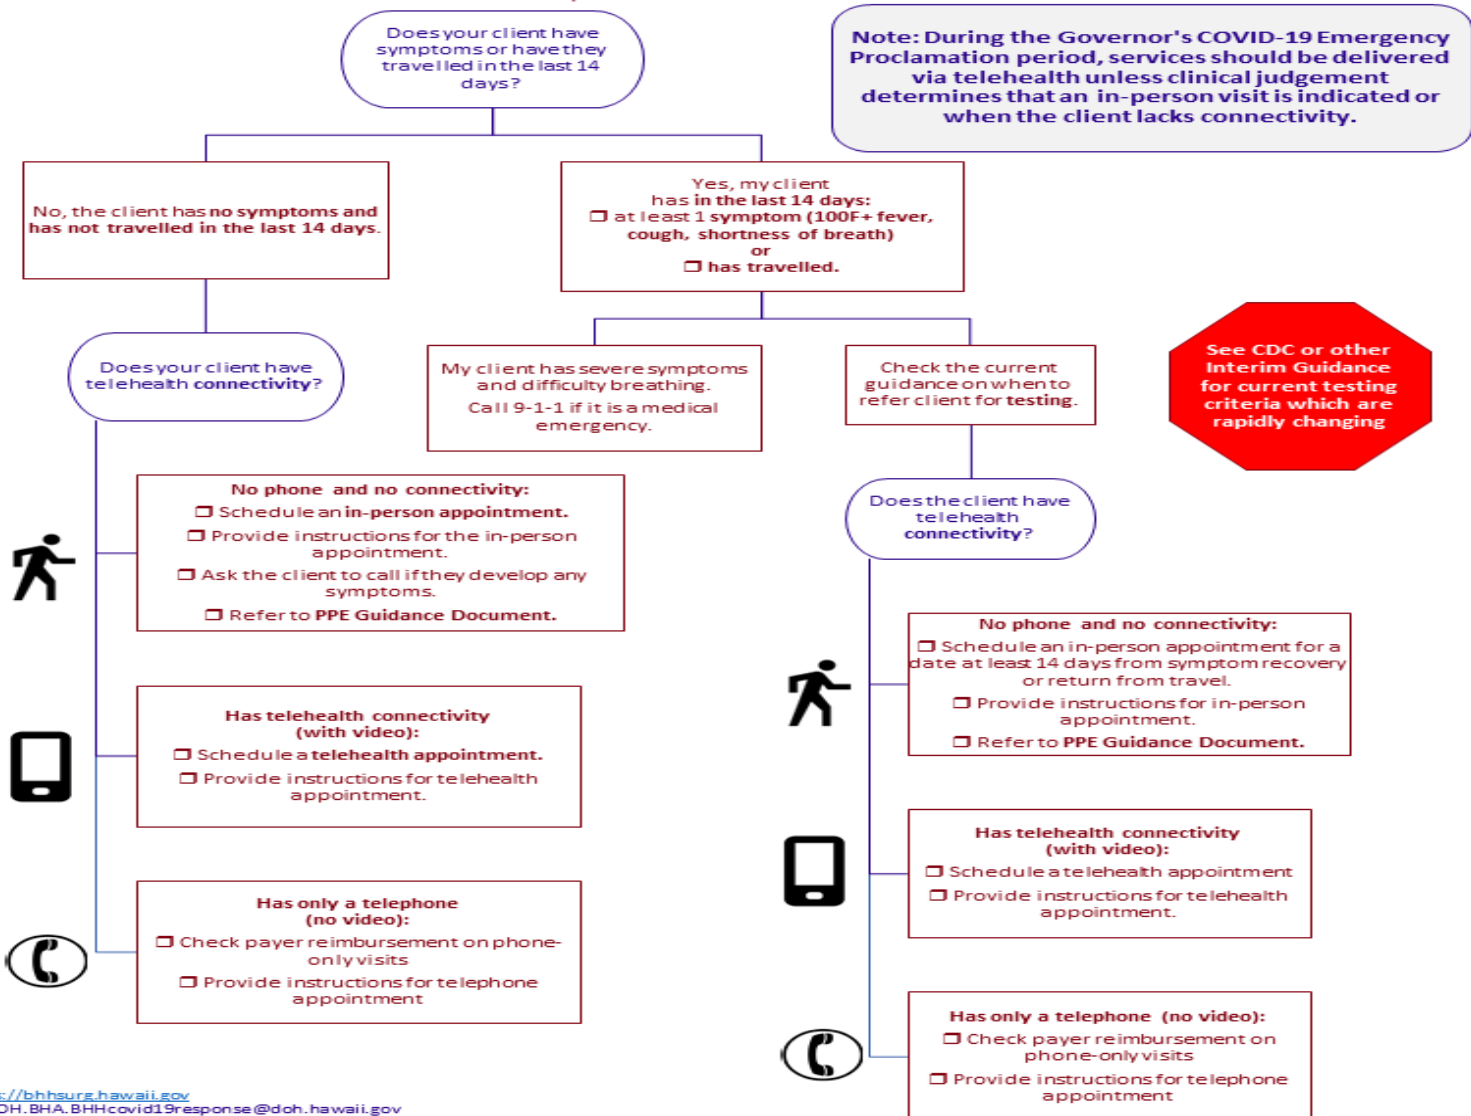 Does your client have
symptoms or have they
travelled in the last 14
days?
Note: During the Governor's COVID-19 Emergency
Proclamation period, services should be delivered
via telehealth unless clinical judgement
determines that an in-person visit is indicated or
when the client lacks connectivity.
No, the client has no symptoms and
has not travelled in the last 14 days.
Yes, my client
has in the last 14 days:
❒ at least 1 symptom (100F+ fever,
cough, shortness of breath)
or
❒ has travelled.
Does your client have
telehealth connectivity?
My client has severe symptoms
and difficulty breathing.
Call 9-1-1 if it is a medical
emergency.
Check the current
guidance on when to
refer client for testing.
See CDC or other
Interim Guidance
for current testing
criteria which are
rapidly changing
No phone and no connectivity:
❒ Schedule an in-person appointment.
❒ Provide instructions for the in-person
appointment.
❒ Ask the client to call if they develop any
symptoms.
❒ Refer to PPE Guidance Document.
Has telehealth connectivity
(with video):
❒ Schedule a telehealth appointment.
❒ Provide instructions for telehealth
appointment.
Has only a telephone
(no video):
❒ Check payer reimbursement on phone-
only visits
❒ Provide instructions for telephone
appointment
Does the client have
telehealth
connectivity?
No phone and no connectivity:
❒ Schedule an in-person appointment for a
date at least 14 days from symptom recovery
or return from travel.
❒ Provide instructions for in-person
appointment.
❒ Refer to PPE Guidance Document.
Has telehealth connectivity
(with video):
❒ Schedule a telehealth appointment
❒ Provide instructions for telehealth
appointment.
Has only a telephone (no video):
❒ Check payer reimbursement on
phone-only visits
❒ Provide instructions for telephone
appointment
s://bhhsurg.hawaii.gov
OH.BHA.BHHcovid19response@doh.hawaii.gov